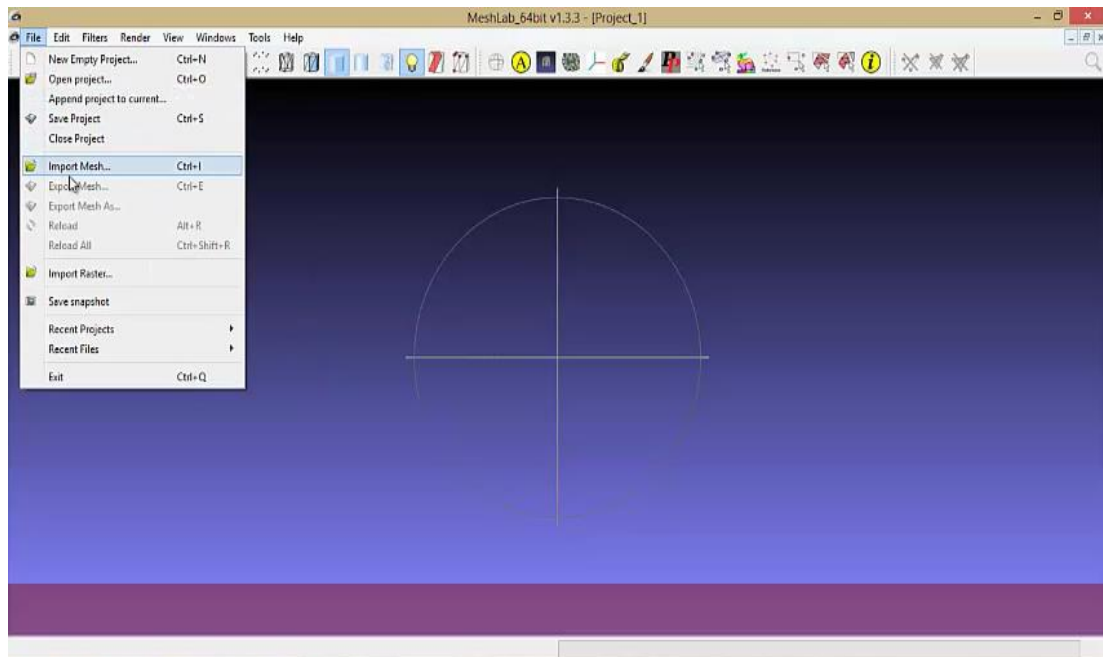 MeshLab_64bit v1.3.3 - [Project_1]
File Edit Filters Render View Windows Tools Help
New Empty Project... Ctrl+N
Open project... Ctrl+O
Append project to current...
Save Project Ctrl+S
Close Project
Import Mesh... Ctrl+I
Export Mesh... Ctrl+E
Export Mesh As...
Reload Alt+R
Reload All Ctrl+Shift+R
Import Raster...
Save snapshot
Recent Projects
Recent Files
Exit Ctrl+Q